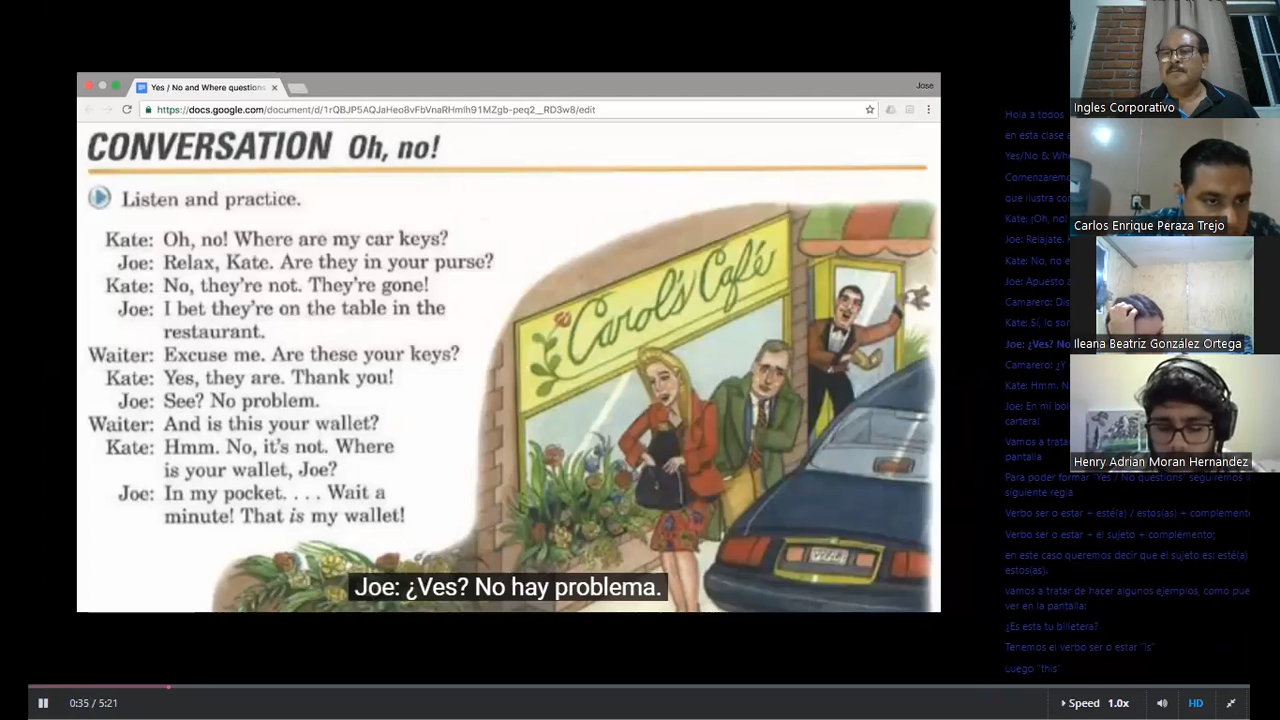 Yes / No and Where questions
Jose
https://docs.google.com/document/d/1rQBJP5AQJaHeo8vFbVnaRHmlh91MZgb-peq2__RD3w8/edit
CONVERSATION Oh, no!
Listen and practice.
Kate: Oh, no! Where are my car keys?
Joe: Relax, Kate. Are they in your purse?
Kate: No, they're not. They're gone!
Joe: I bet they're on the table in the
restaurant.
Waiter: Excuse me. Are these your keys?
Kate: Yes, they are. Thank you!
Joe: See? No problem.
Waiter: And is this your wallet?
Kate: Hmm. No, it's not. Where
is your wallet, Joe?
Joe: In my pocket. . . . Wait a
minute! That is my wallet!
Carol's Café
Joe: ¿Ves? No hay problema.
0:35 / 5:21
Speed 1.0x
HD
Hola a todos
en esta clase
Yes/No & Wh
Comenzaremo
que ilustra co
Kate: ¡Oh, no!
Joe: Relájate. K
Kate: No, no e
Joe: Apuesto a
Camarero: Dis
Kate: Sí, lo son
Joe: ¿Ves? No
Camarero: ¿Y
Kate: Hmm. N
Joe: En mi bol
cartera!
Vamos a tratar
pantalla
Para poder formar "Yes / No questions" seguiremos l
siguiente regla
Verbo ser o estar + esté(a) / estos(as) + complemento
Verbo ser o estar + el sujeto + complemento;
en este caso queremos decir que el sujeto es: esté(a)
estos(as).
vamos a tratar de hacer algunos ejemplos, como pue
ver en la pantalla:
¿Es esta tu billetera?
Tenemos el verbo ser o estar "is"
Luego "this"
Ingles Corporativo
Carlos Enrique Peraza Trejo
Ileana Beatriz González Ortega
Henry Adrian Moran Hernandez